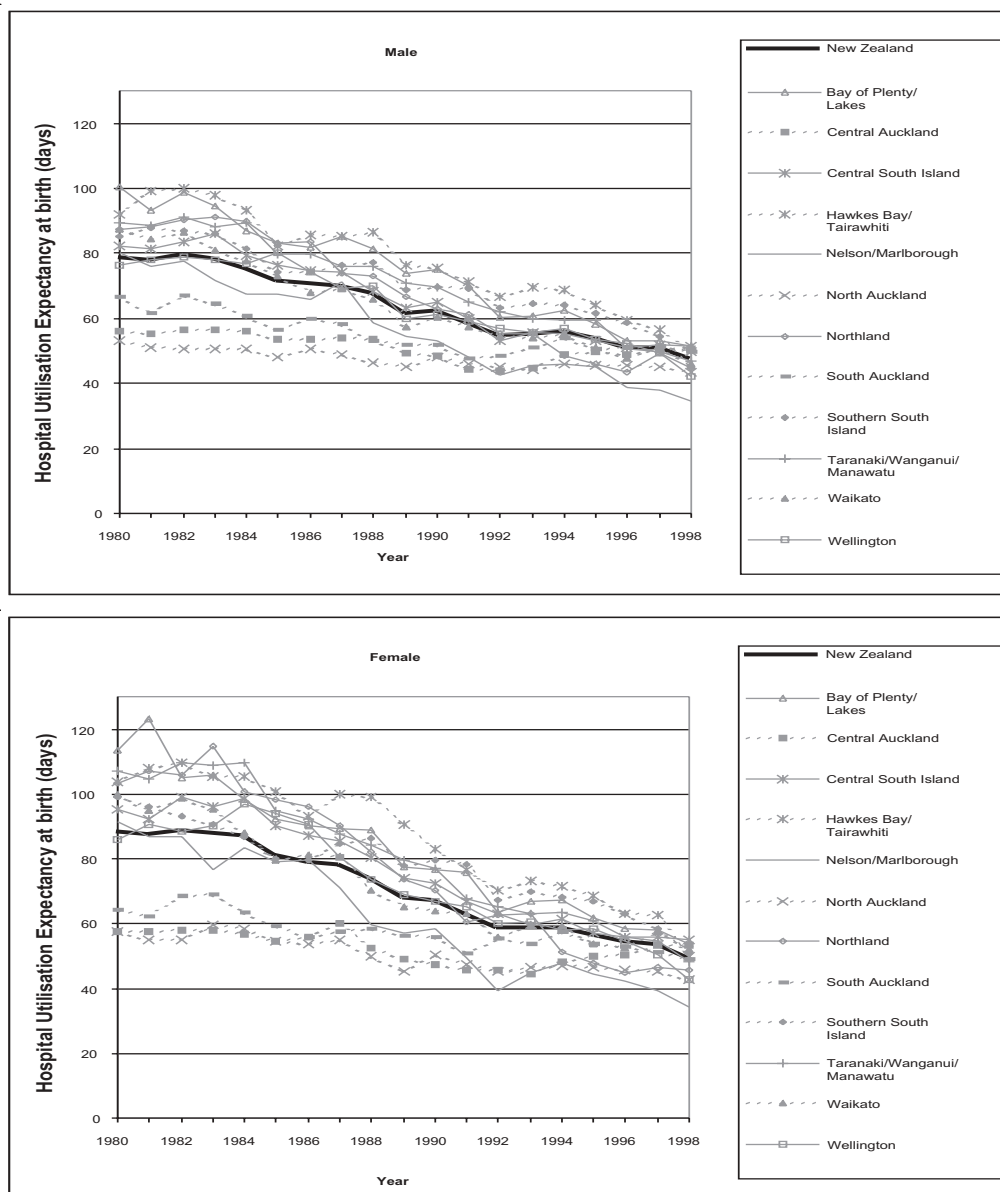 Male
Hospital Utilisation Expectancy at birth (days)
120
100
80
60
40
20
0
1980 1982 1984 1986 1988 1990 1992 1994 1996 1998
Year
New Zealand
Bay of Plenty/
Lakes
Central Auckland
Central South Island
Hawkes Bay/
Tairawhiti
Nelson/Marlborough
North Auckland
Northland
South Auckland
Southern South
Island
Taranaki/Wanganui/
Manawatu
Waikato
Wellington
Female
Hospital Utilisation Expectancy at birth (days)
120
100
80
60
40
20
0
1980 1982 1984 1986 1988 1990 1992 1994 1996 1998
Year
New Zealand
Bay of Plenty/
Lakes
Central Auckland
Central South Island
Hawkes Bay/
Tairawhiti
Nelson/Marlborough
North Auckland
Northland
South Auckland
Southern South
Island
Taranaki/Wanganui/
Manawatu
Waikato
Wellington